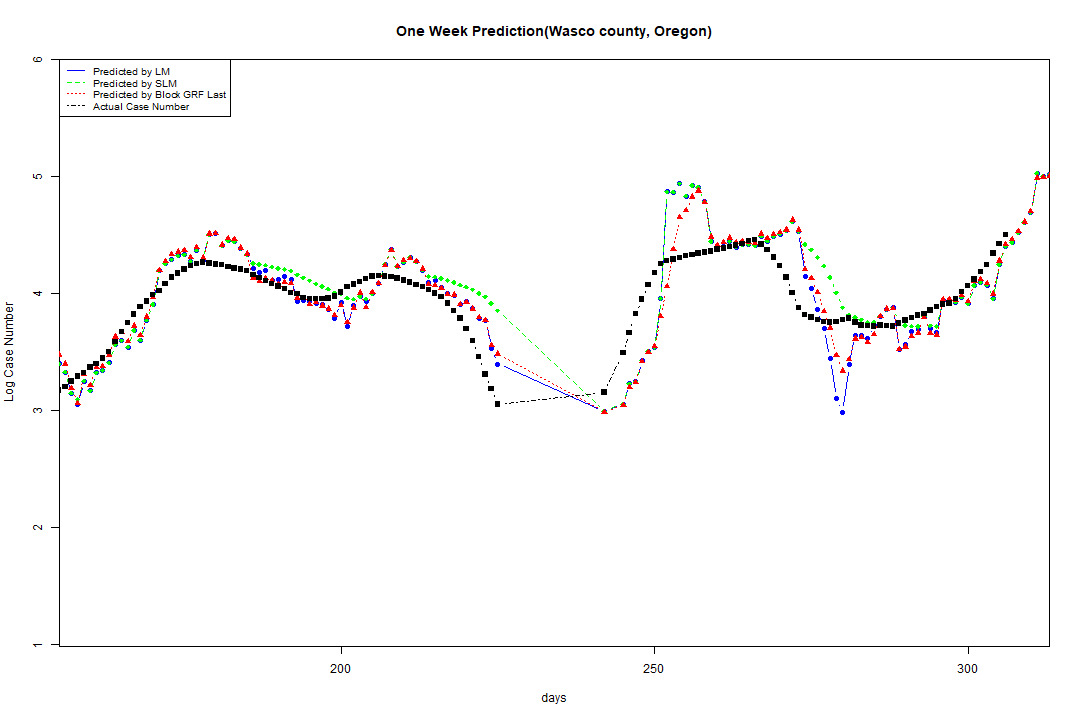 One Week Prediction(Wasco county, Oregon)
Predicted by LM
Predicted by SLM
Predicted by Block GRF Last
Actual Case Number
6
5
4
3
2
1
Log Case Number
200
250
300
days